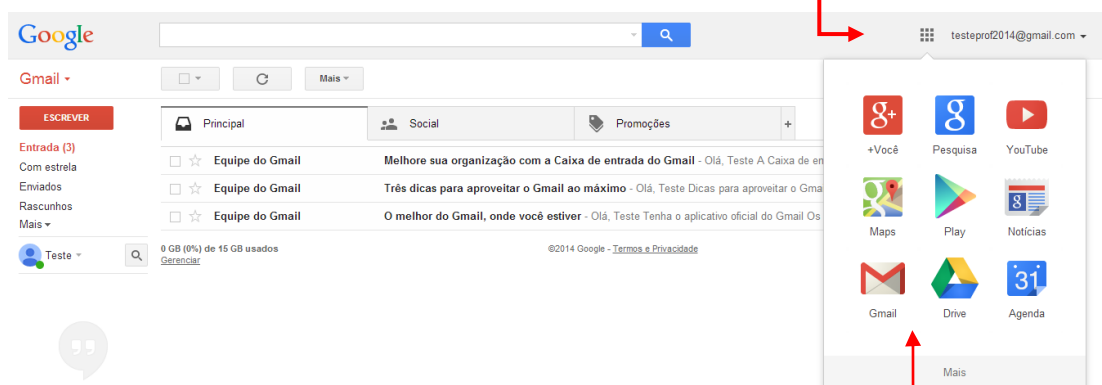 Google
testeprof2014@gmail.com
Gmail
Mais
ESCREVER
Principal
Social
Promoções
+
Entrada (3)
Com estrela
Enviados
Rascunhos
Mais
Equipe do Gmail Melhore sua organização com a Caixa de entrada do Gmail - Olá, Teste A Caixa de en
Equipe do Gmail Três dicas para aproveitar o Gmail ao máximo - Olá, Teste Dicas para aproveitar o Gma
Equipe do Gmail O melhor do Gmail, onde você estiver - Olá, Teste Tenha o aplicativo oficial do Gmail Os
Teste
0 GB (0%) de 15 GB usados
Gerenciar
©2014 Google - Termos e Privacidade
g+
g
+Você
Pesquisa
YouTube
g
8
Maps
Play
Notícias
31
Gmail
Drive
Agenda
Mais